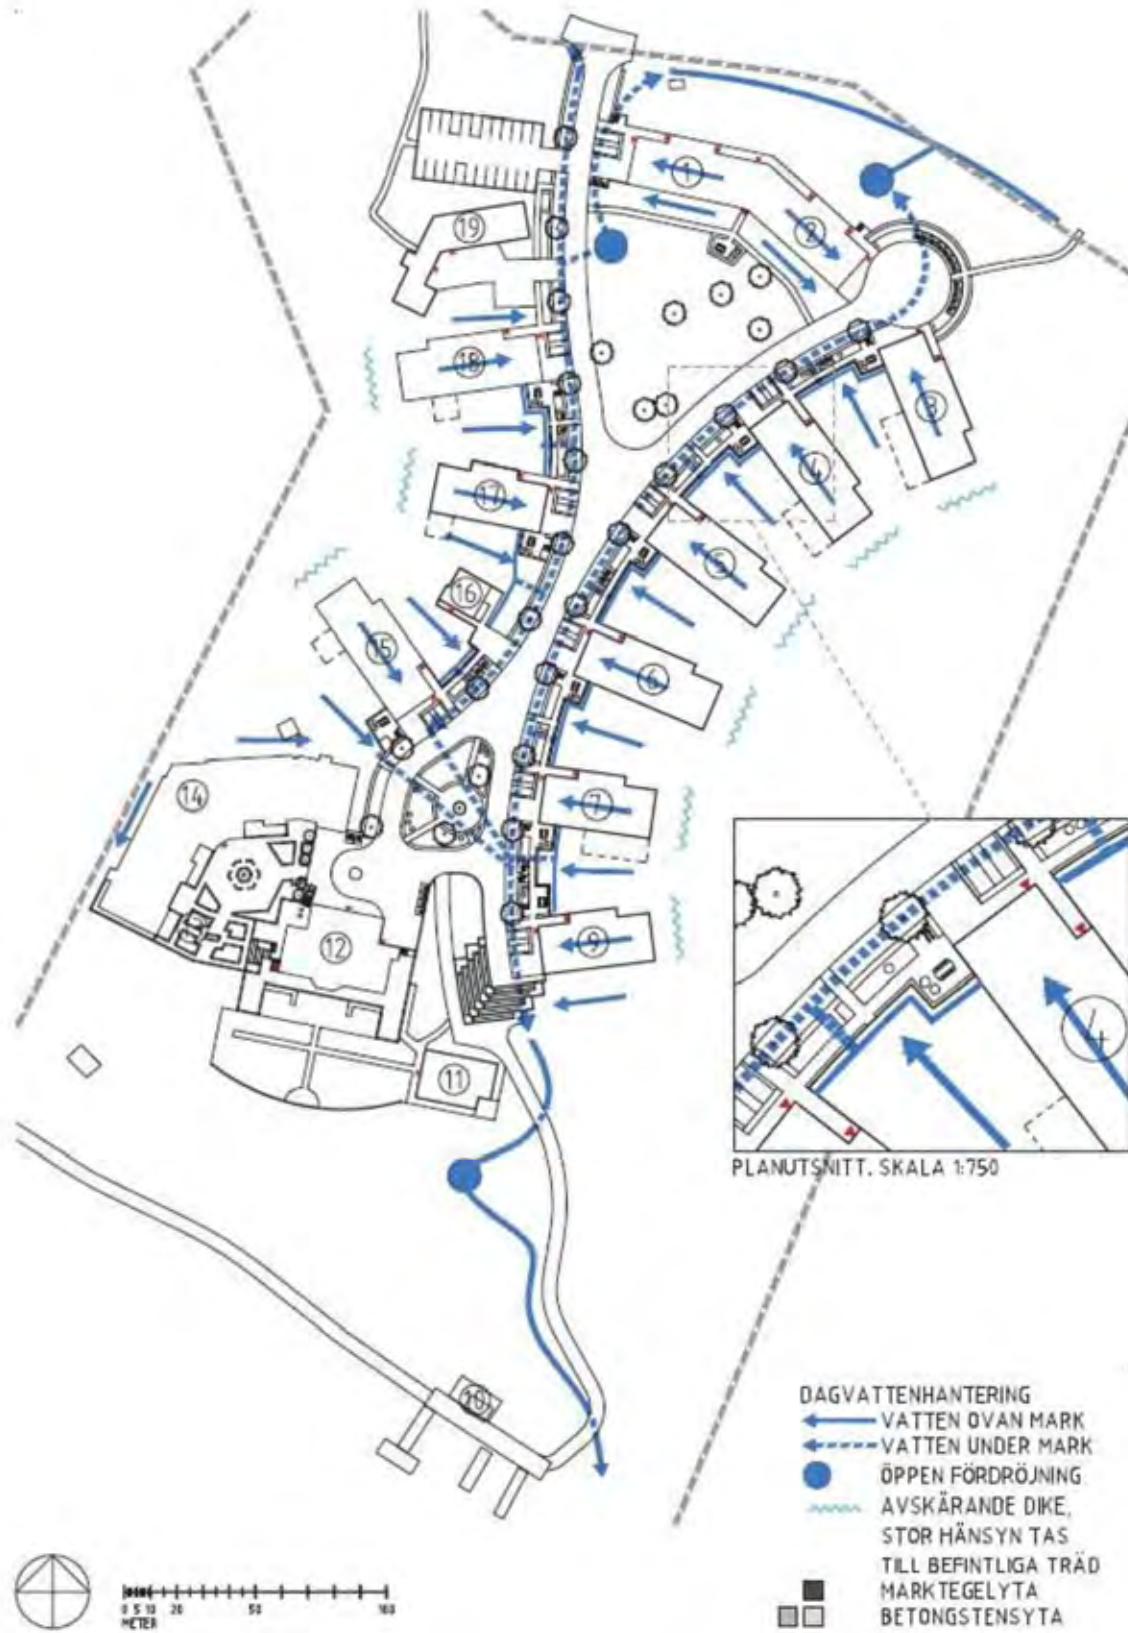 1
2
19
18
3
4
17
5
16
15
6
14
7
9
12
4
11
PLANUTSNITT. SKALA 1:750
DAGVATTENHANTERING
VATTEN OVAN MARK
VATTEN UNDER MARK
ÖPPEN FÖRDRÖJNING
AVSKÄRANDE DIKE,
STOR HÄNSYN TAS
TILL BEFINTLIGA TRÄD
MARKTEGELYTA
BETONGSTENSYTA
0 5 10 20 50 100
METER